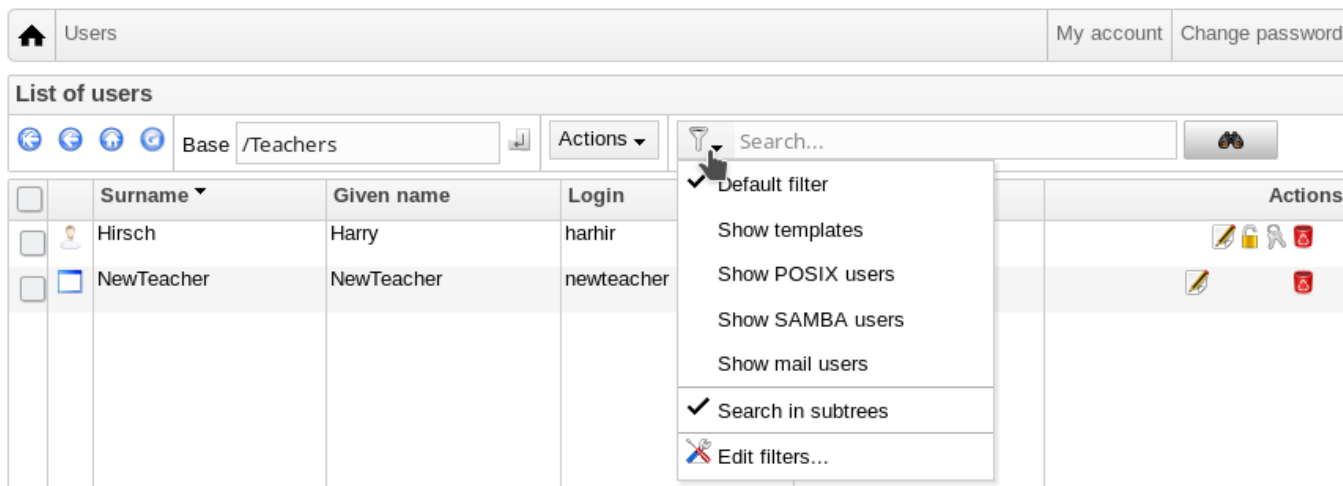 Users My account Change password
List of users
Base /Teachers Actions Search...
Surname Given name Login Actions
Default filter
Show templates
Hirsch Harry harhir
Show POSIX users
NewTeacher NewTeacher newteacher
Show SAMBA users
Show mail users
Search in subtrees
Edit filters...